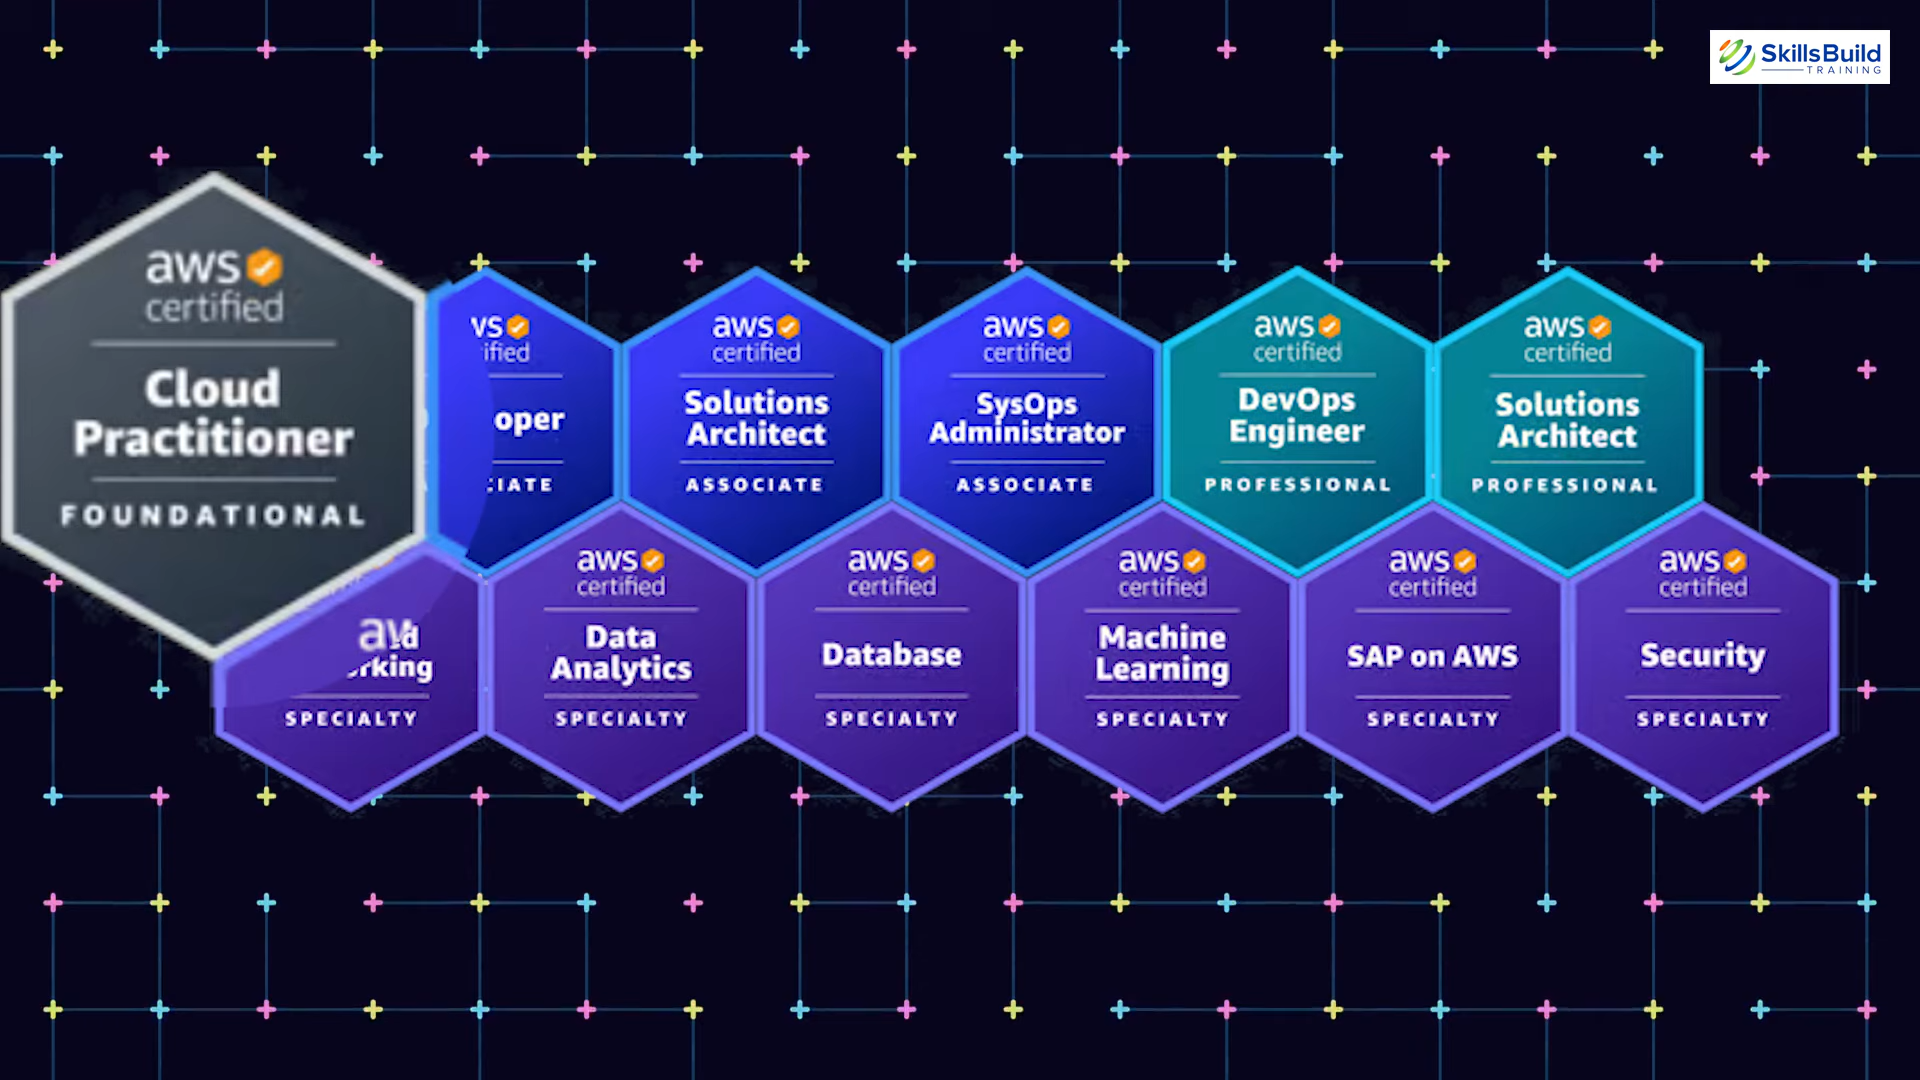 SkillsBuild
TRAINING
aws
certified
Cloud
Practitioner
FOUNDATIONAL
aws
certified
Solutions
Architect
ASSOCIATE
aws
certified
SysOps
Administrator
ASSOCIATE
aws
certified
DevOps
Engineer
PROFESSIONAL
aws
certified
Solutions
Architect
PROFESSIONAL
SPECIALTY
aws
certified
Data
Analytics
SPECIALTY
aws
certified
Database
SPECIALTY
aws
certified
Machine
Learning
SPECIALTY
aws
certified
SAP on AWS
SPECIALTY
aws
certified
Security
SPECIALTY